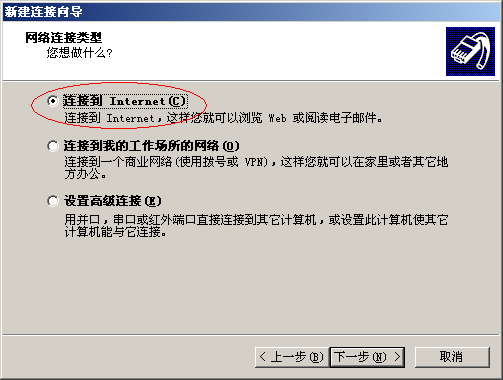 新建连接向导
网络连接类型
您想做什么?
连接到 Internet(C)
连接到 Internet,这样您就可以浏览 Web 或阅读电子邮件。
连接到我的工作场所的网络(O)
连接到一个商业网络(使用拨号或 VPN),这样您就可以在家里或者其它地
方办公。
设置高级连接(E)
用并口,串口或红外端口直接连接到其它计算机,或设置此计算机使其它
计算机能与它连接。
< 上一步(B) 下一步(N) > 取消